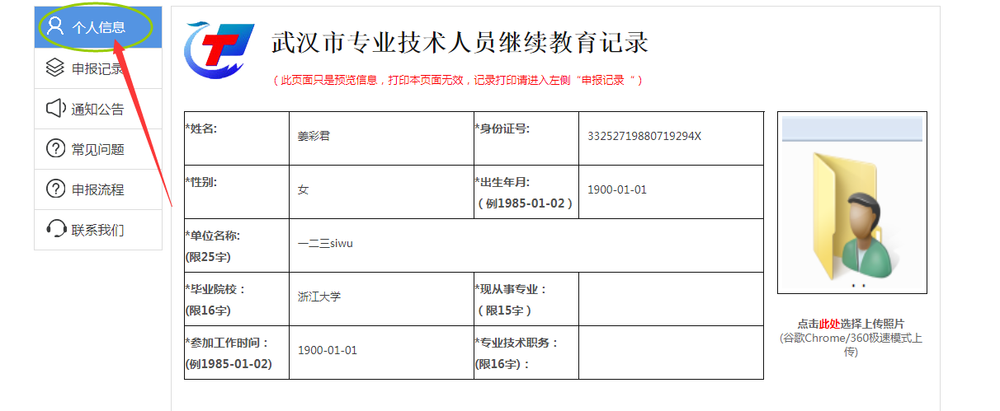 个人信息
申报记录
通知公告
常见问题
申报流程
联系我们
武汉市专业技术人员继续教育记录
(此页面只是预览信息，打印本页面无效，记录打印请进入左侧“申报记录“ )
*姓名: 姜彩君 *身份证号: 33252719880719294X
*性别: 女 *出生年月: 1900-01-01
(例1985-01-02)
*单位名称: 一二三siwu
(限25字)
*毕业院校： 浙江大学 *现从事专业：
(限16字) (限15字)
*参加工作时间： 1900-01-01 *专业技术职务：
(例1985-01-02) (限16字)：
点击此处选择上传照片
(谷歌Chrome/360极速模式上
传)